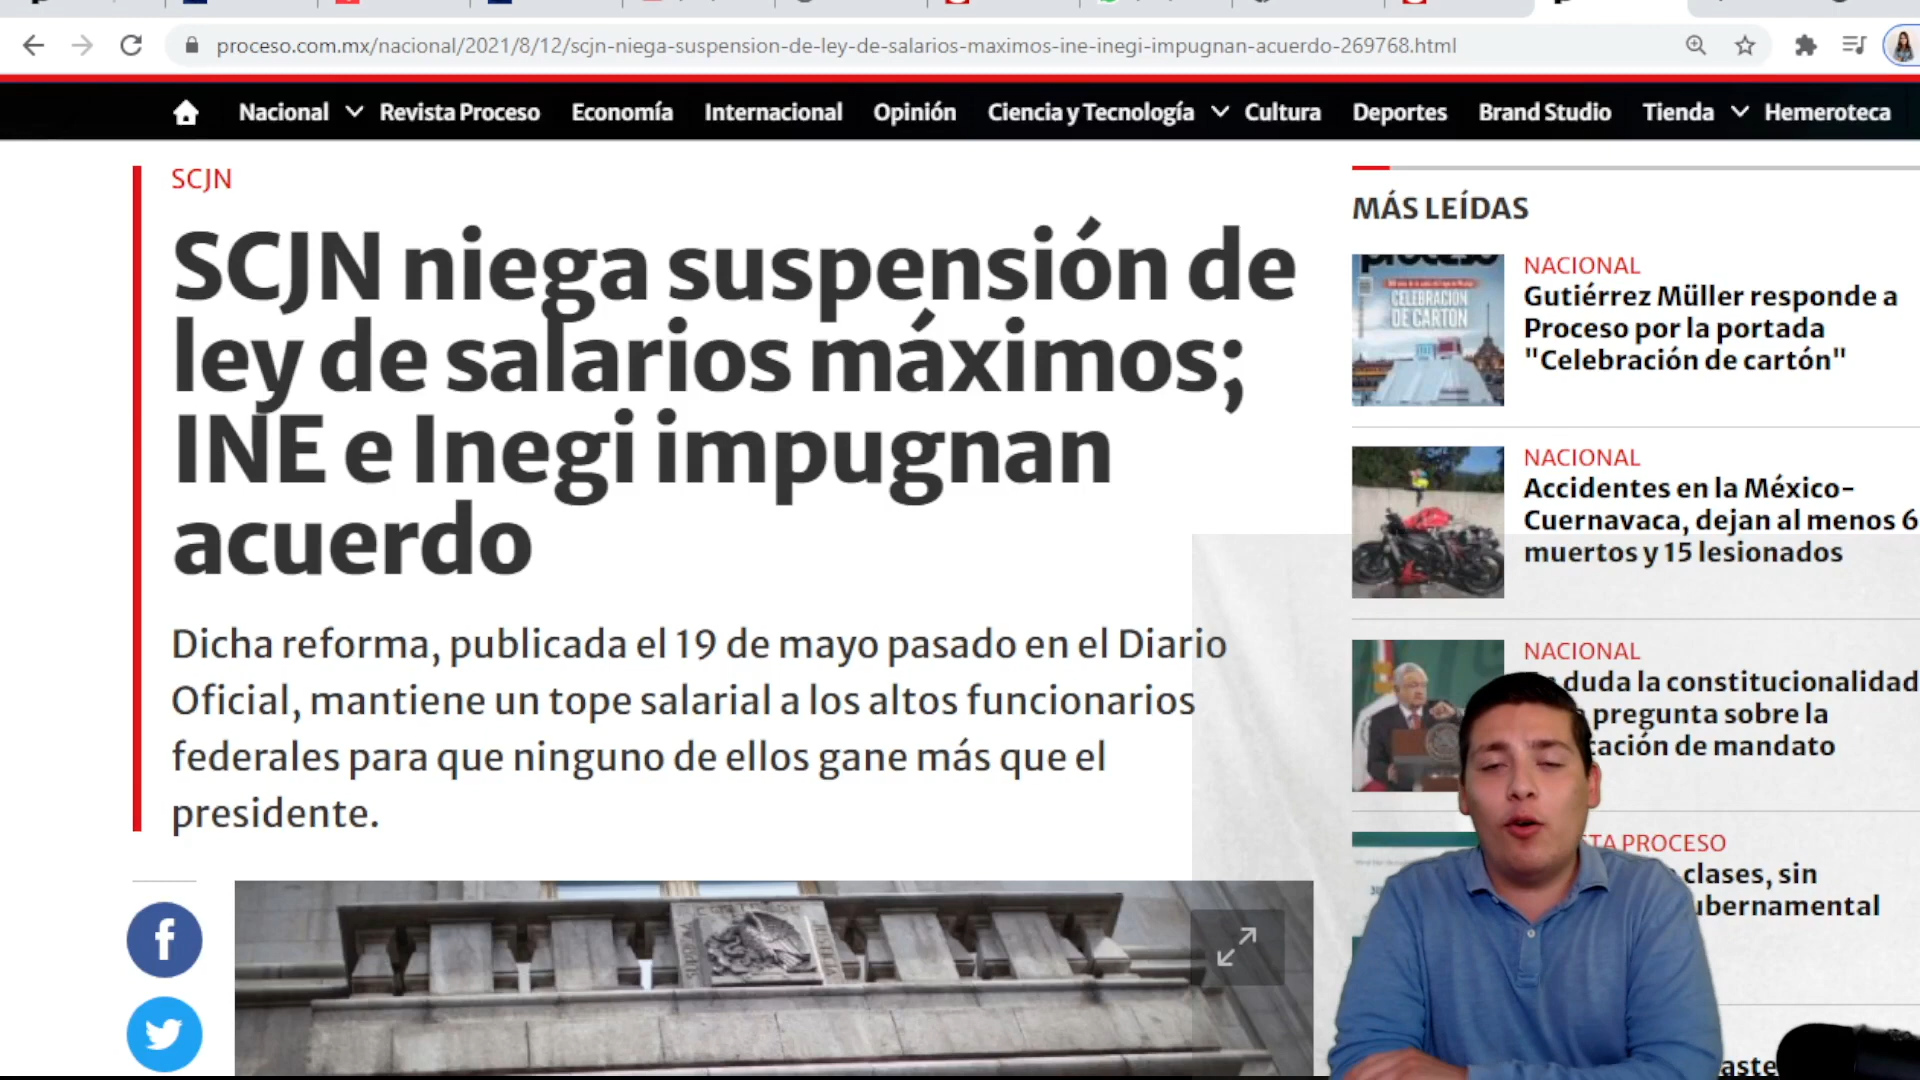 proceso.com.mx/nacional/2021/8/12/scjn-niega-suspension-de-ley-de-salarios-maximos-ine-inegi-impugnan-acuerdo-269768.html
Nacional Revista Proceso Economía Internacional Opinión Ciencia y Tecnología Cultura Deportes Brand Studio Tienda Hemeroteca
SCJN
SCJN niega suspensión de
ley de salarios máximos;
INE e Inegi impugnan
acuerdo
Dicha reforma, publicada el 19 de mayo pasado en el Diario
Oficial, mantiene un tope salarial a los altos funcionarios
federales para que ninguno de ellos gane más que el
presidente.
MÁS LEÍDAS
proceso
CELEBRACIÓN
DE CARTÓN
NACIONAL
Gutiérrez Müller responde a
Proceso por la portada
"Celebración de cartón"
NACIONAL
Accidentes en la México-
Cuernavaca, dejan al menos 6
muertos y 15 lesionados
NACIONAL
duda la constitucionalidad
pregunta sobre la
cación de mandato
TA PROCESO
clases, sin
ubernamental
aste